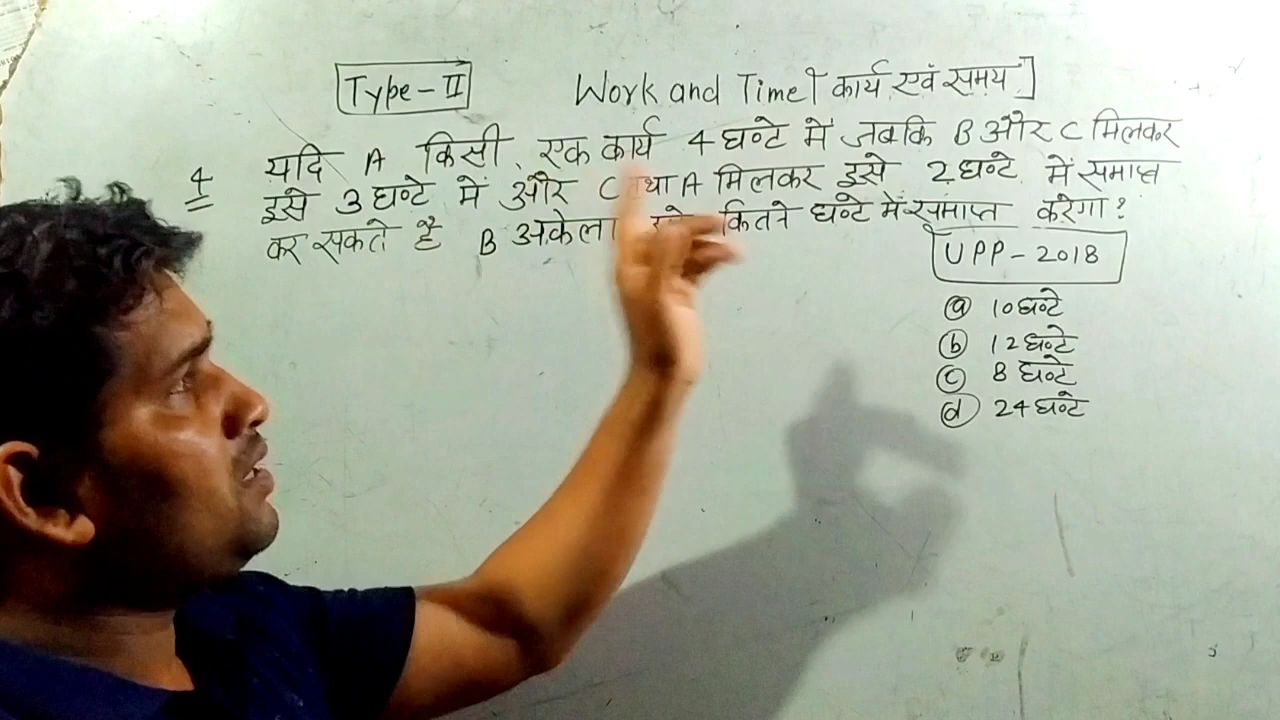 Type-II
Work and Time [कार्य एवं समय]
4 यदि A किसी एक कार्य 4 घण्टे में जबकि B और C मिलकर
इसे 3 घण्टे में और C तथा A मिलकर इसे 2 घण्टे में समाप्त
कर सकते है B अकेला कितने घण्टे में समाप्त करेगा?
UPP-2018
(a) 10 घण्टे
(b) 12 घण्टे
(c) 8 घण्टे
(d) 24 घण्टे